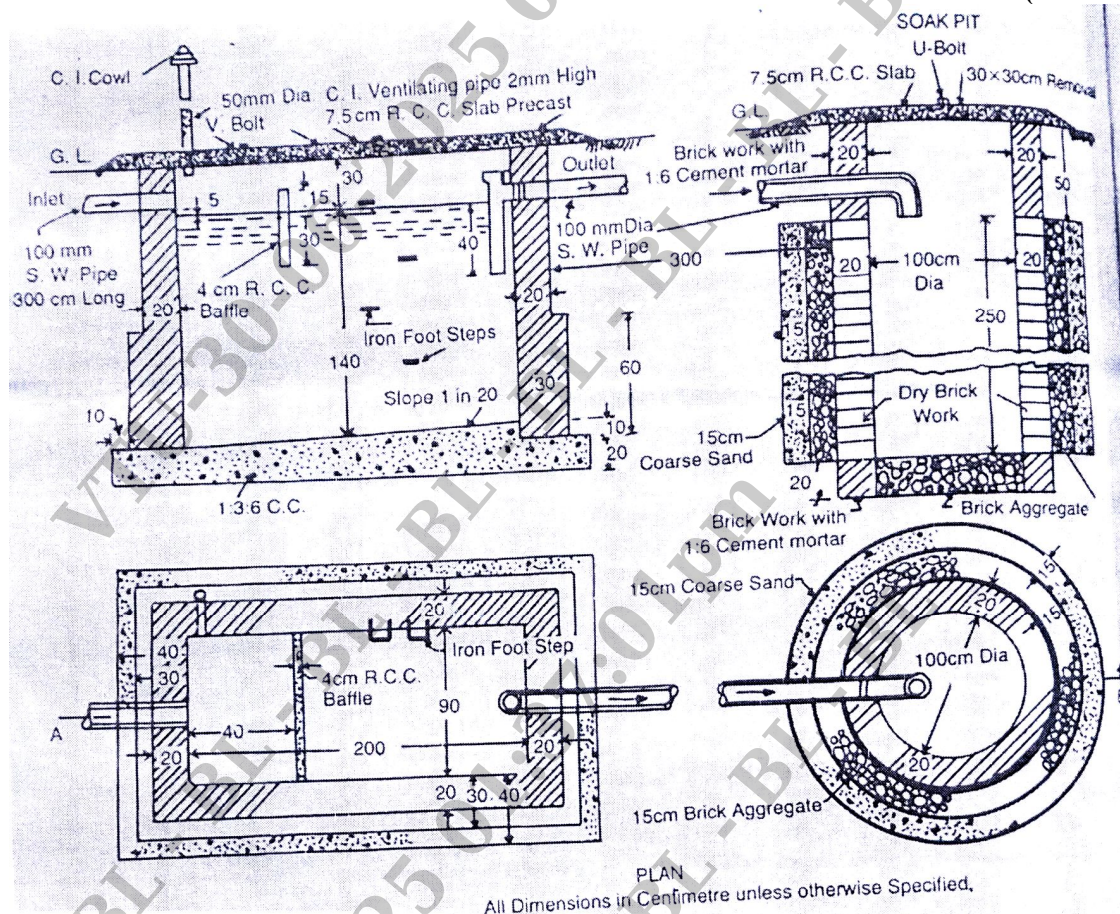 SOAK PIT
U-Bolt
C. I. Cowl
50mm Dia C. I. Ventilating pipe 2mm High
V. Bolt
7.5cm R. C. C. Slab Precast
7.5cm R.C.C. Slab
30×30cm
G. L.
G. L.
Inlet
Outlet
5
15
30
30
40
Brick work with
1:6 Cement mortar
20
20
50
100 mm
S. W. Pipe
300 cm Long
4 cm R. C. C.
Baffle
100 mmDia
S. W. Pipe
300
20
100cm
Dia
20
20
20
Iron Foot Steps
140
60
250
15
Slope 1 in 20
30
10
10
20
Dry Brick
Work
15
15cm
Coarse Sand
20
1:3:6 C.C.
Brick Work with
1:6 Cement mortar
Brick Aggregate
15cm Coarse Sand
20
40
30
Iron Foot Step
4cm R.C.C.
Baffle
90
A
40
200
20
20
20
30
40
20
15
15
100cm Dia
20
15cm Brick Aggregate
PLAN
All Dimensions in Centimetre unless otherwise Specified.